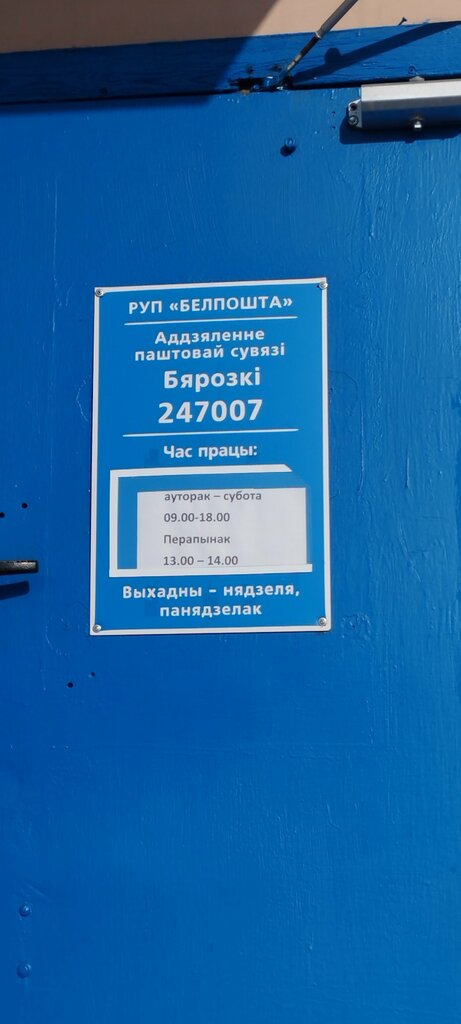 РУП «БЕЛПОШТА»
Аддзяленне
паштовай сувязі
Бярозкі
247007
Час працы:
ауторак – субота
09.00-18.00
Перапынак
13.00 – 14.00
Выхадны – нядзеля,
панядзелак